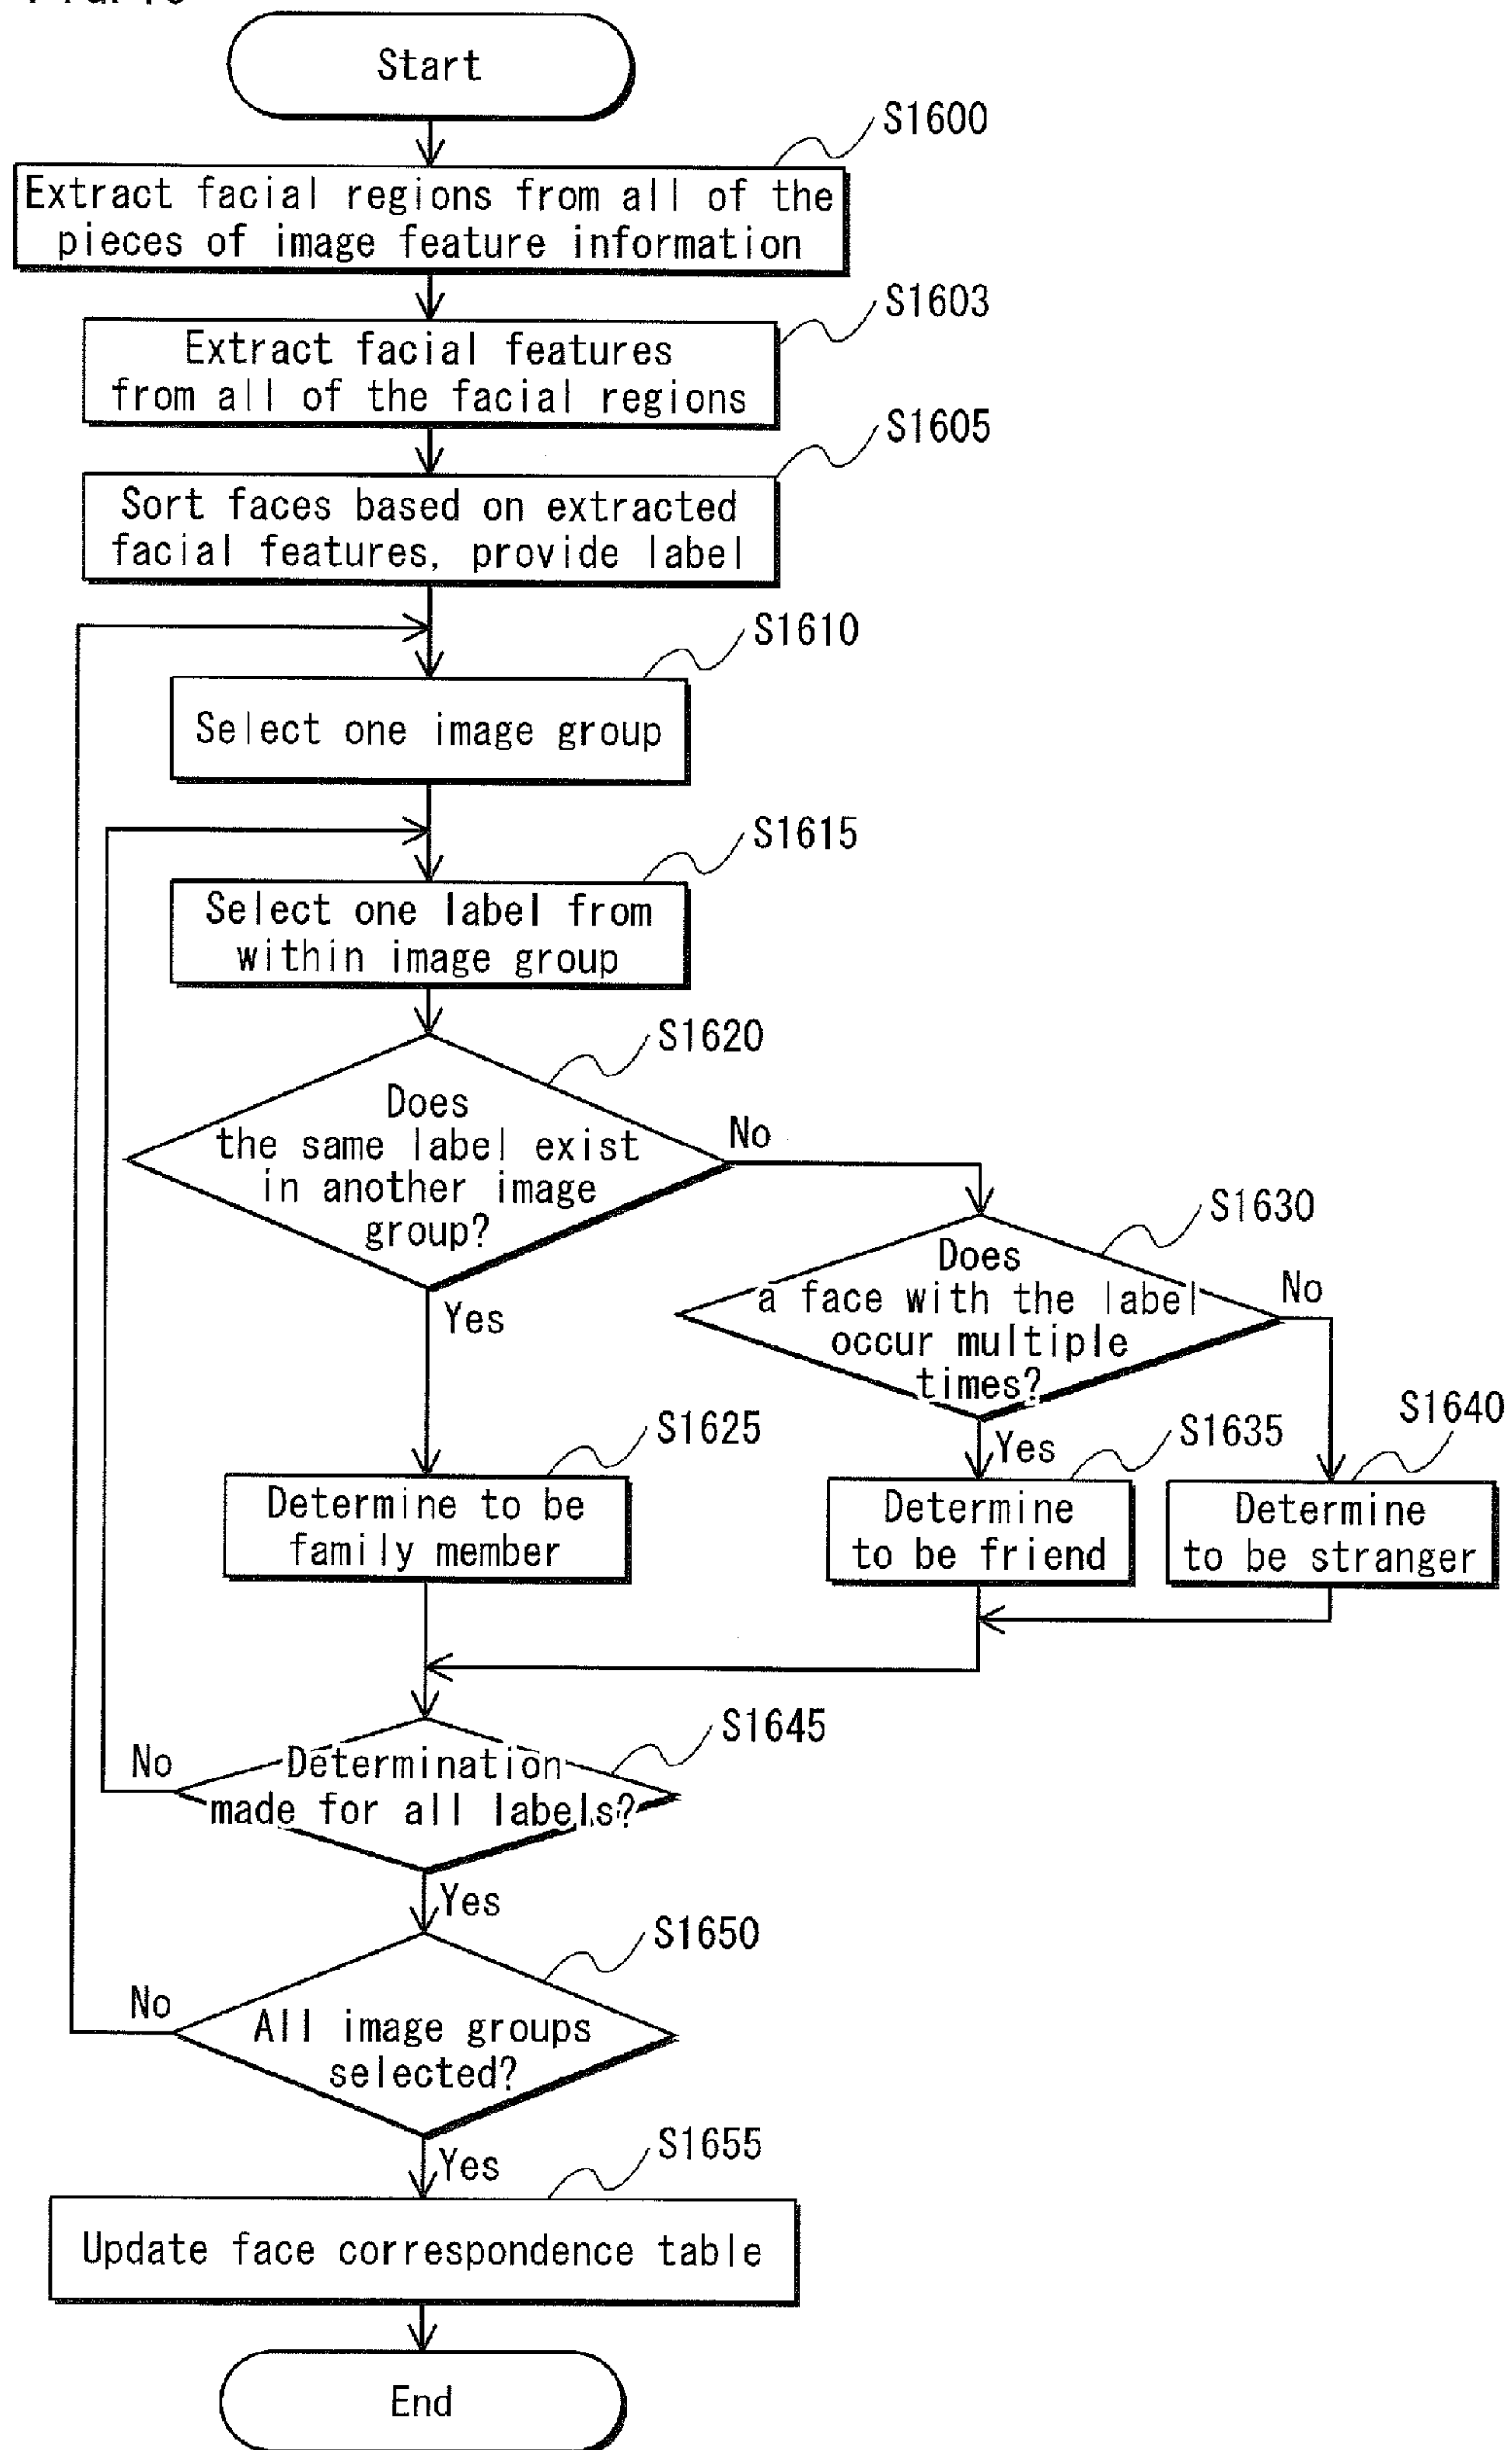 Start
S1600
Extract facial regions from all of the
pieces of image feature information
S1603
Extract facial features
from all of the facial regions
S1605
Sort faces based on extracted
facial features, provide label
S1610
Select one image group
S1615
Select one label from
within image group
S1620
Does
the same label exist
in another image
group?
No
Yes
S1630
Does
a face with the label
occur multiple
times?
No
Yes
S1625
Determine to be
family member
S1635
Determine
to be friend
S1640
Determine
to be stranger
S1645
Determination
made for all labels?
No
Yes
S1650
All image groups
selected?
No
Yes
S1655
Update face correspondence table
End